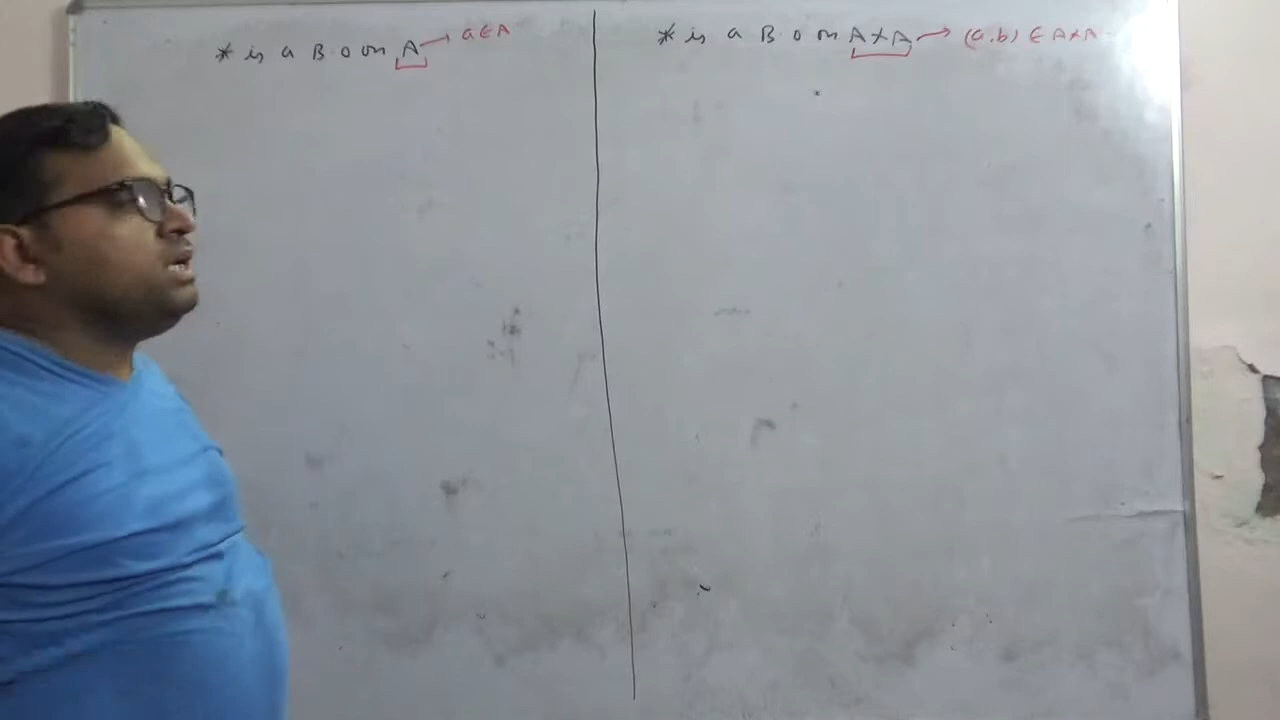 * is a B O on A → a ∈ A
* is a B O on A × A → (a.b) ∈ A × A